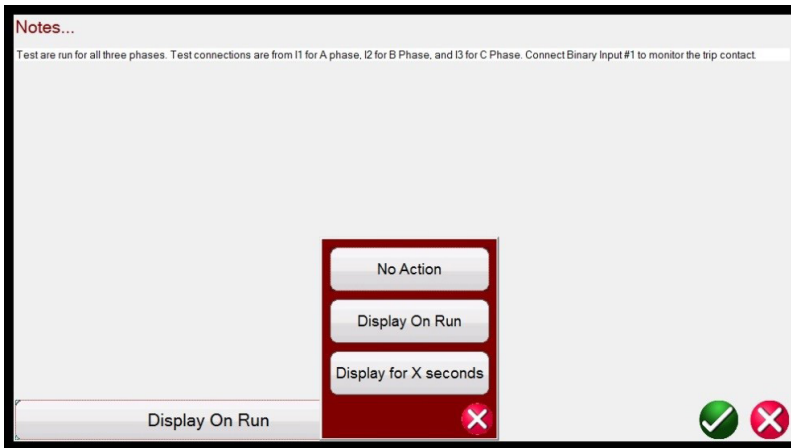 Notes...
Test are run for all three phases. Test connections are from I1 for A phase, I2 for B Phase, and I3 for C Phase. Connect Binary Input #1 to monitor the trip contact.
No Action
Display On Run
Display for X seconds
Display On Run